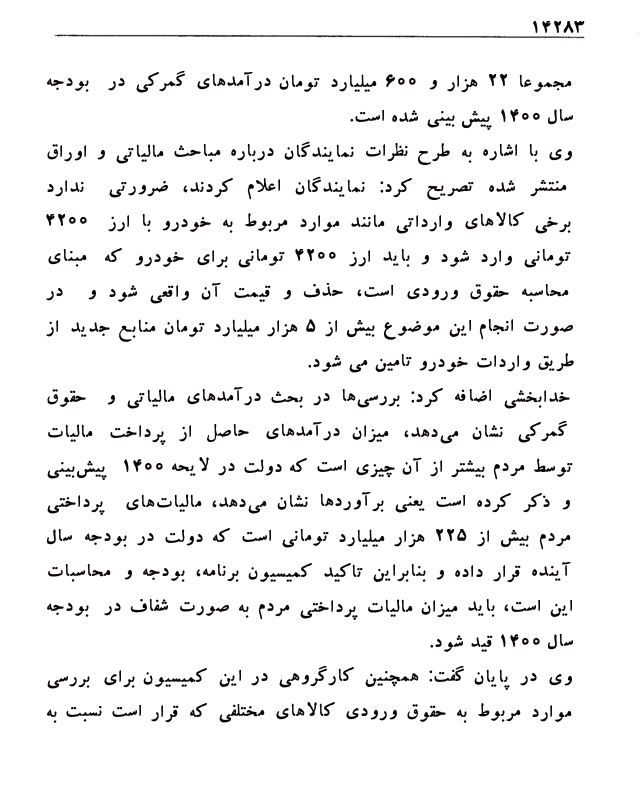 ۱۴۲۸۳
مجموعا ۲۲ هزار و ۶۰۰ میلیارد تومان درآمدهای گمرکی در بودجه
سال ۱۴۰۰ پیش بینی شده است.
وی با اشاره به طرح نظرات نمایندگان درباره مباحث مالیاتی و اوراق
منتشر شده تصریح کرد: نمایندگان اعلام کردند، ضرورتی ندارد
برخی کالاهای وارداتی مانند موارد مربوط به خودرو با ارز ۴۲۰۰
تومانی وارد شود و باید ارز ۴۲۰۰ تومانی برای خودرو که مبنای
محاسبه حقوق ورودی است، حذف و قیمت آن واقعی شود و در
صورت انجام این موضوع بیش از ۵ هزار میلیارد تومان منابع جدید از
طریق واردات خودرو تامین می شود.
خدابخشی اضافه کرد: بررسی‌ها در بحث درآمدهای مالیاتی و حقوق
گمرکی نشان می‌دهد، میزان درآمدهای حاصل از پرداخت مالیات
توسط مردم بیشتر از آن چیزی است که دولت در لایحه ۱۴۰۰ پیش‌بینی
و ذکر کرده است یعنی برآوردها نشان می‌دهد، مالیات‌های پرداختی
مردم بیش از ۲۲۵ هزار میلیارد تومانی است که دولت در بودجه سال
آینده قرار داده و بنابراین تاکید کمیسیون برنامه، بودجه و محاسبات
این است، باید میزان مالیات پرداختی مردم به صورت شفاف در بودجه
سال ۱۴۰۰ قید شود.
وی در پایان گفت: همچنین کارگروهی در این کمیسیون برای بررسی
موارد مربوط به حقوق ورودی کالاهای مختلفی که قرار است نسبت به